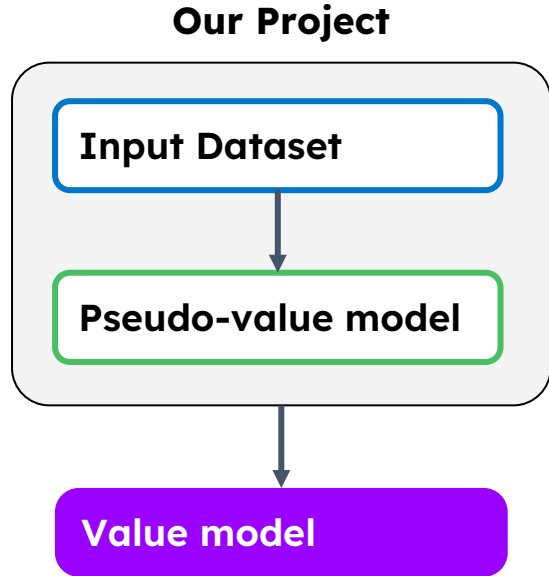 Our Project
Input Dataset
Pseudo-value model
Value model